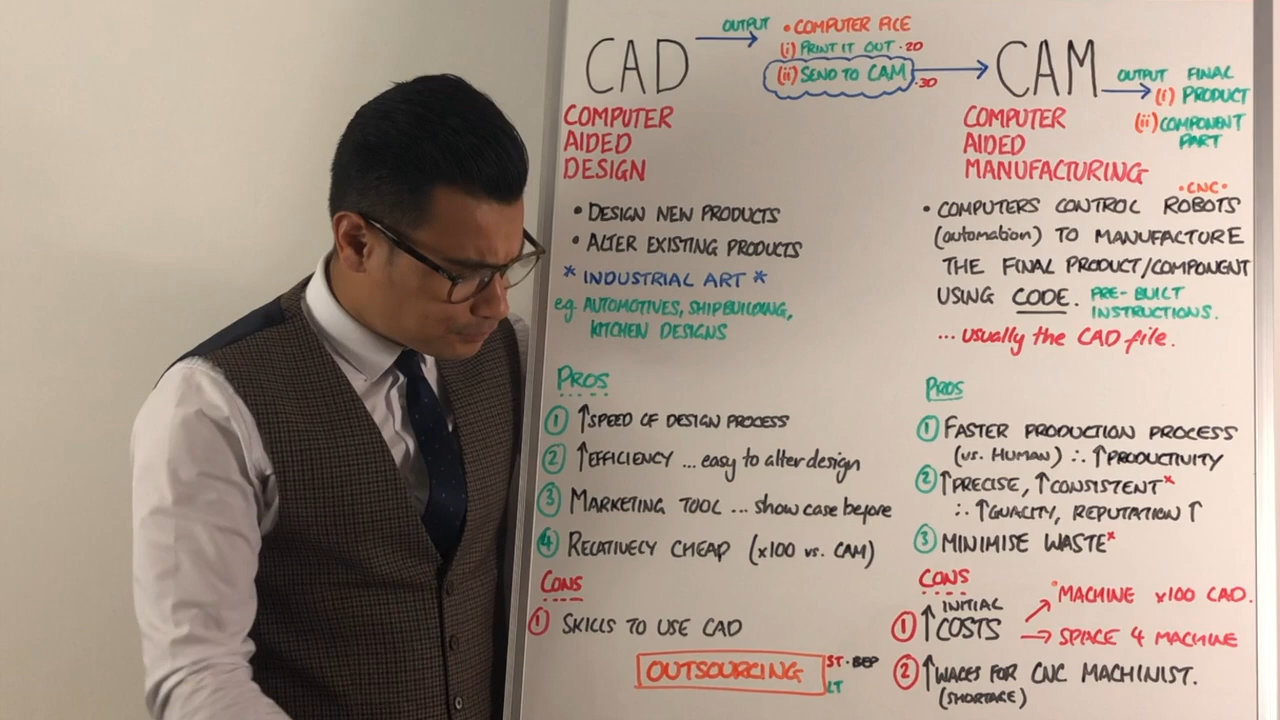 CAD
OUTPUT
• COMPUTER FILE
(i) PRINT IT OUT • 2D
(ii) SEND TO CAM • 3D
COMPUTER
AIDED
DESIGN
• DESIGN NEW PRODUCTS
• ALTER EXISTING PRODUCTS
* INDUSTRIAL ART *
e.g. AUTOMOTIVES, SHIPBUILDING,
KITCHEN DESIGNS
PROS
① ↑SPEED OF DESIGN PROCESS
② ↑EFFICIENCY ... easy to alter design
③ MARKETING TOOL ... show case before
④ RELATIVELY CHEAP (x100 vs. CAM)
CONS
① SKILLS TO USE CAD
OUTSOURCING
ST • BEP
LT
CAM
OUTPUT FINAL
(i) PRODUCT
(ii) COMPONENT
PART
COMPUTER
AIDED
MANUFACTURING
• CNC •
• COMPUTERS CONTROL ROBOTS
(automation) TO MANUFACTURE
THE FINAL PRODUCT/COMPONENT
USING CODE. PRE-BUILT
INSTRUCTIONS.
... usually the CAD file.
PROS
① FASTER PRODUCTION PROCESS
(vs. HUMAN) ∴ ↑PRODUCTIVITY
② ↑PRECISE, ↑CONSISTENT*
∴ ↑QUALITY, REPUTATION ↑
③ MINIMISE WASTE*
CONS
① ↑ INITIAL
COSTS
MACHINE x100 CAD.
→ SPACE 4 MACHINE
② ↑WAGES FOR CNC MACHINIST.
(SHORTAGE)